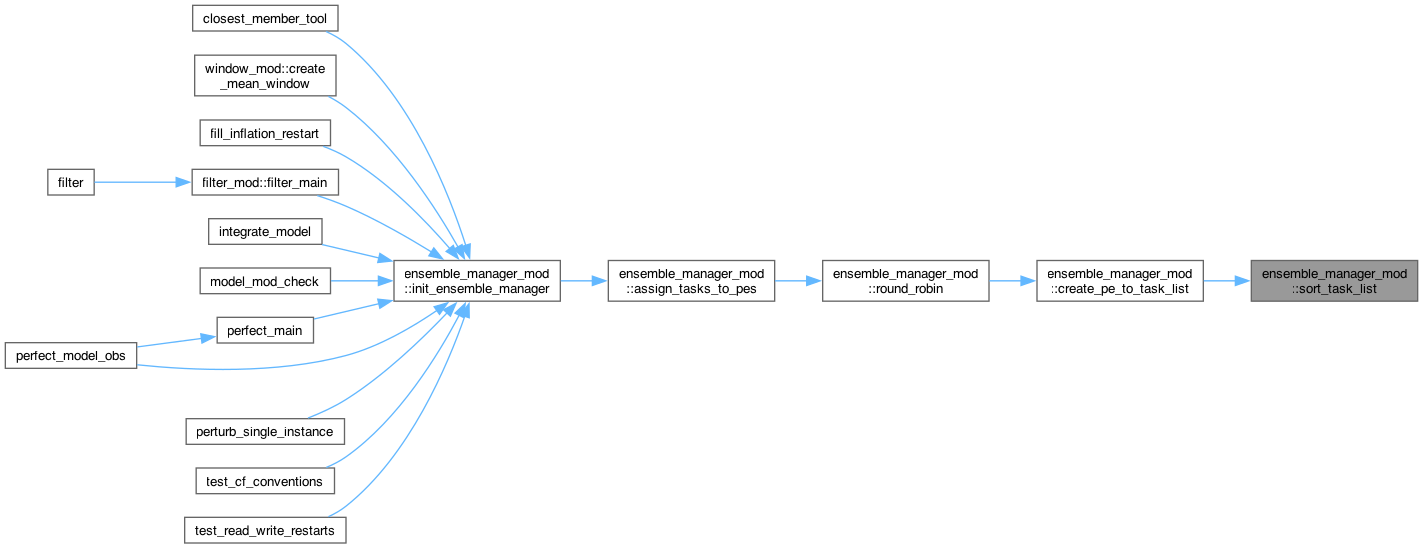 closest_member_tool
window_mod::create
_mean_window
fill_inflation_restart
filter
filter_mod::filter_main
integrate_model
model_mod_check
perfect_main
perfect_model_obs
perturb_single_instance
test_cf_conventions
test_read_write_restarts
ensemble_manager_mod
::init_ensemble_manager
ensemble_manager_mod
::assign_tasks_to_pes
ensemble_manager_mod
::round_robin
ensemble_manager_mod
::create_pe_to_task_list
ensemble_manager_mod
::sort_task_list